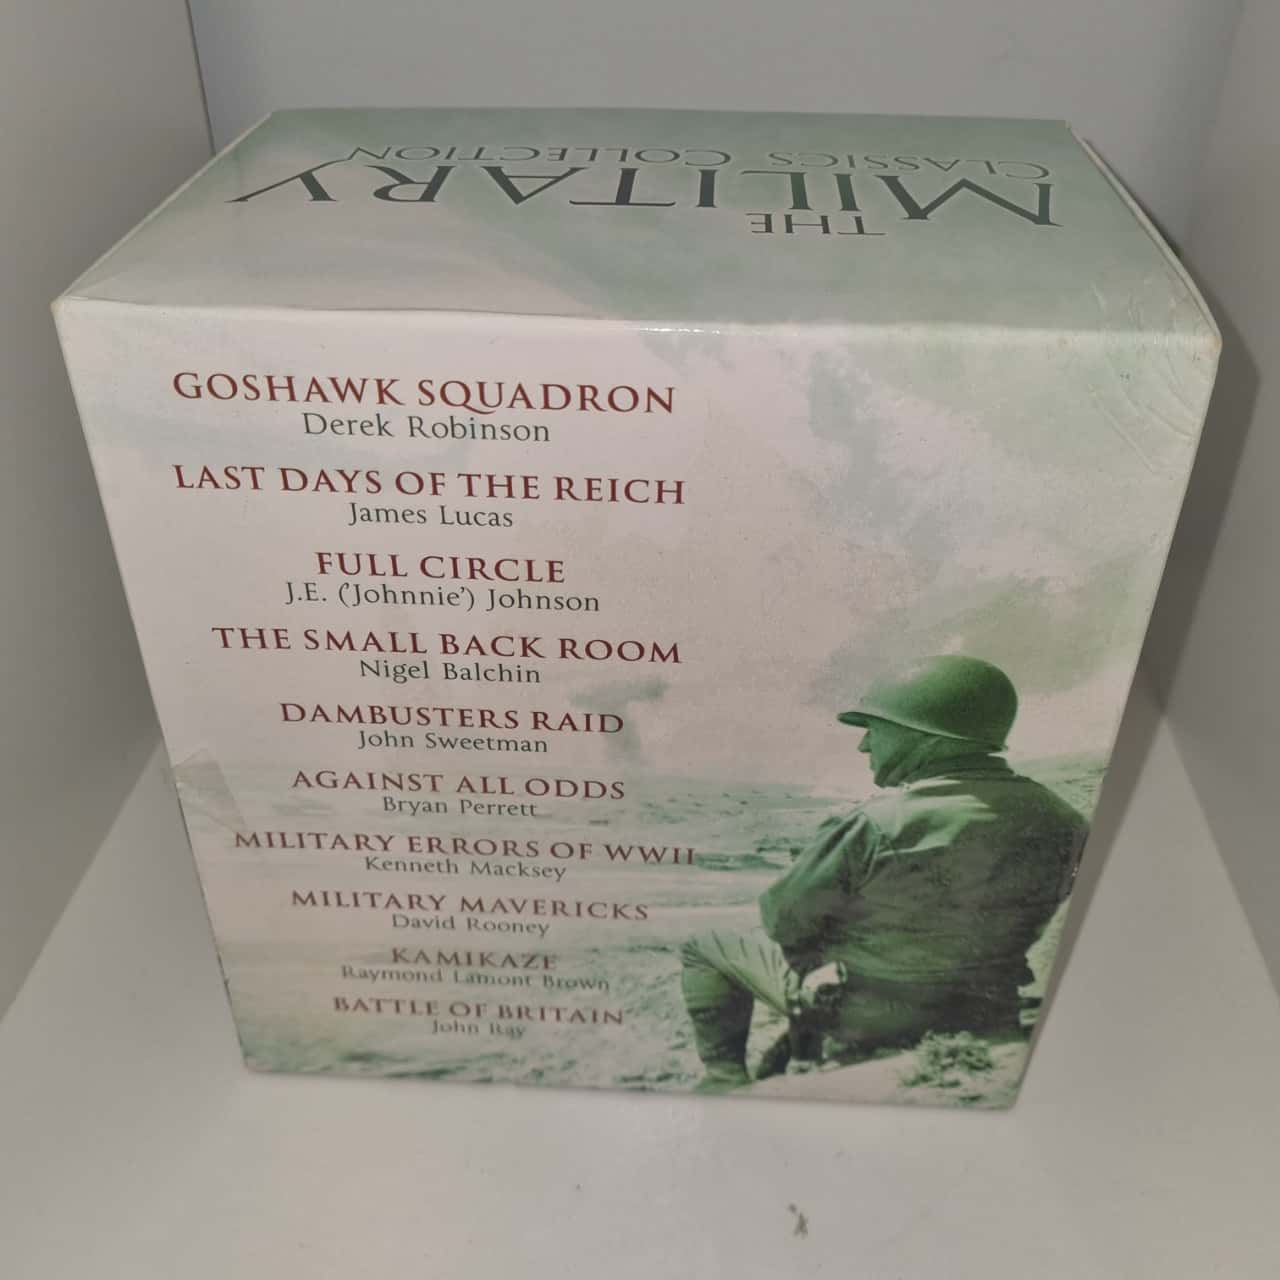 THE
MILITARY
CLASSICS COLLECTION
GOSHAWK SQUADRON
Derek Robinson
LAST DAYS OF THE REICH
James Lucas
FULL CIRCLE
J.E. ('Johnnie') Johnson
THE SMALL BACK ROOM
Nigel Balchin
DAMBUSTERS RAID
John Sweetman
AGAINST ALL ODDS
Bryan Perrett
MILITARY ERRORS OF WWII
Kenneth Macksey
MILITARY MAVERICKS
David Rooney
KAMIKAZE
Raymond Lamont Brown
BATTLE OF BRITAIN
John Ray